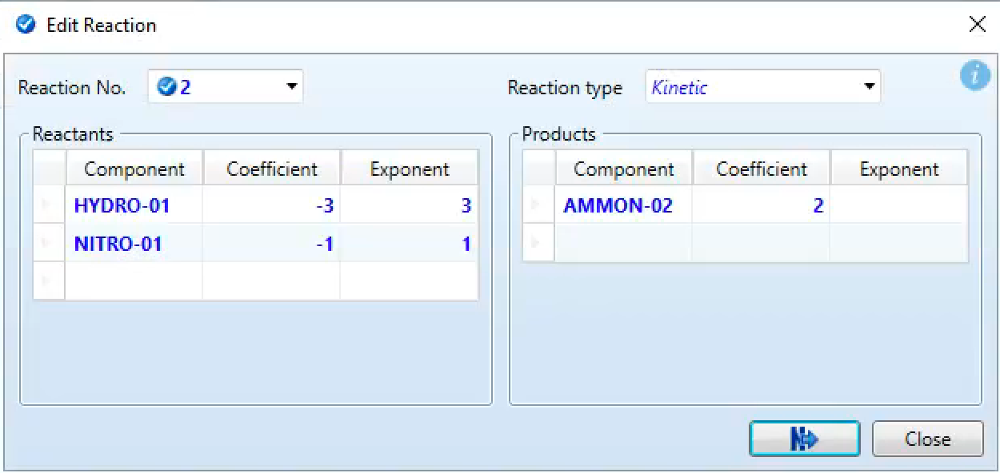 Edit Reaction
Reaction No. 2 Reaction type Kinetic
Reactants Products
Component Coefficient Exponent Component Coefficient Exponent
HYDRO-01 -3 3 AMMON-02 2
NITRO-01 -1 1
Close